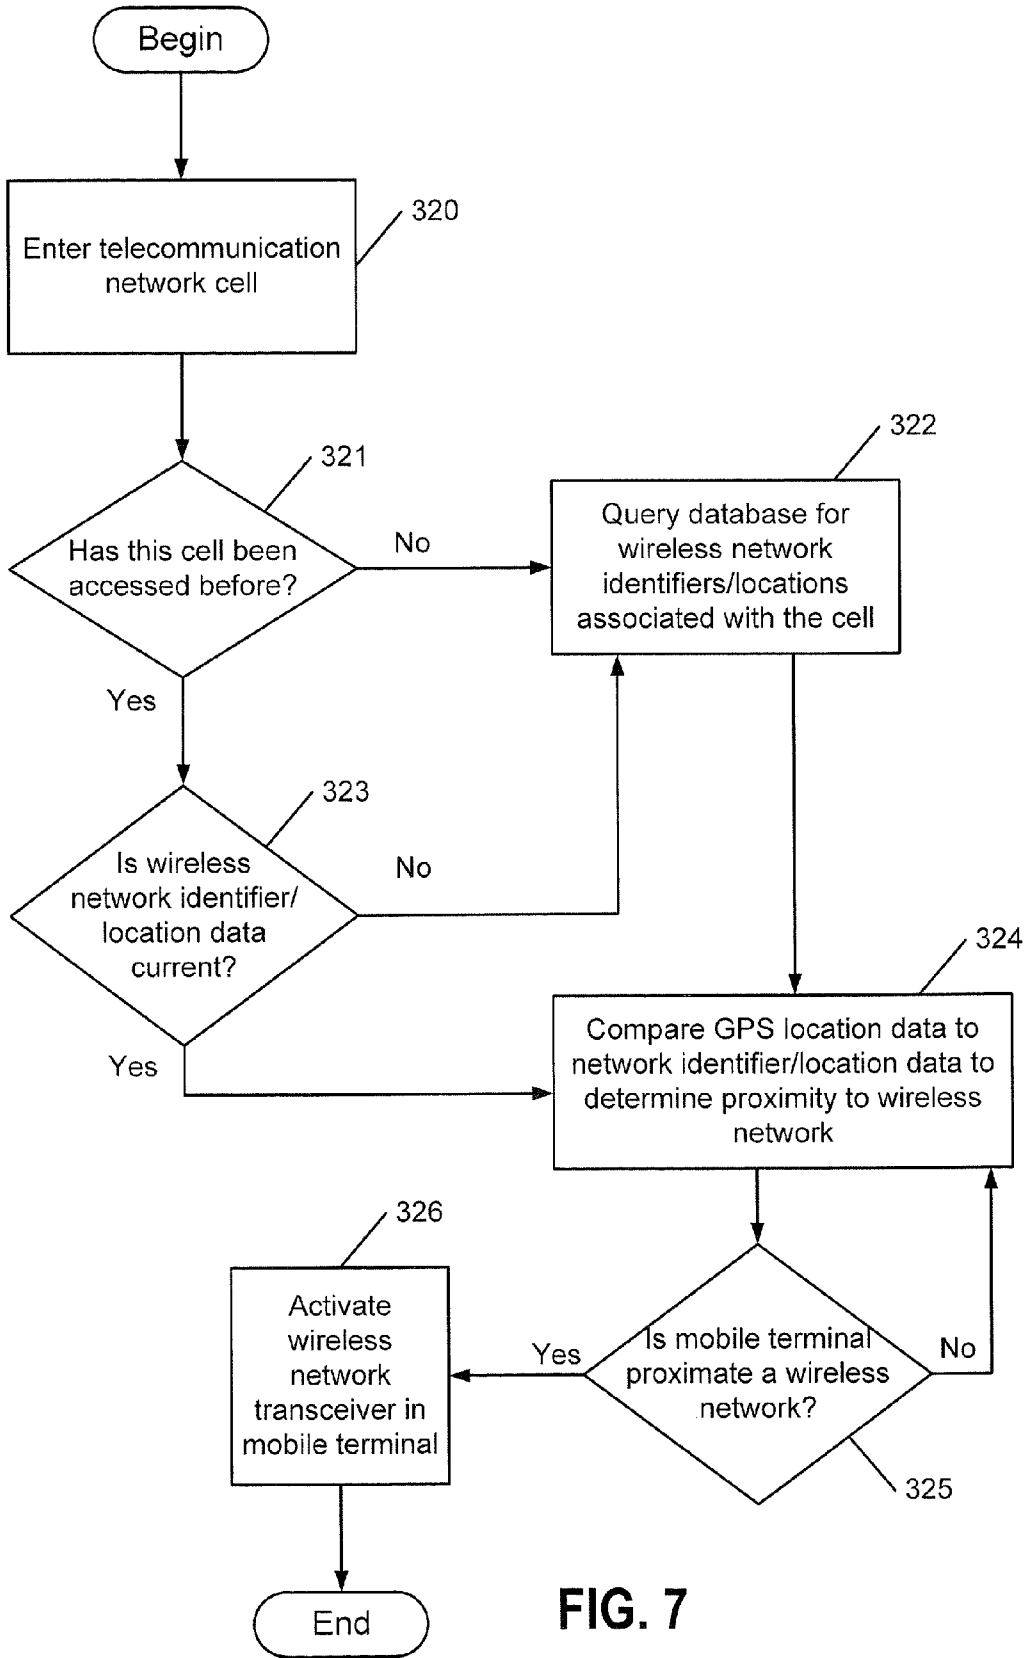 Begin
320
Enter telecommunication
network cell
321
322
Has this cell been
accessed before?
No
Query database for
wireless network
identifiers/locations
associated with the cell
Yes
323
Is wireless
network identifier/
location data
current?
No
324
Yes
Compare GPS location data to
network identifier/location data to
determine proximity to wireless
network
326
Activate
wireless
network
transceiver in
mobile terminal
Yes
Is mobile terminal
proximate a wireless
network?
No
325
End
FIG. 7